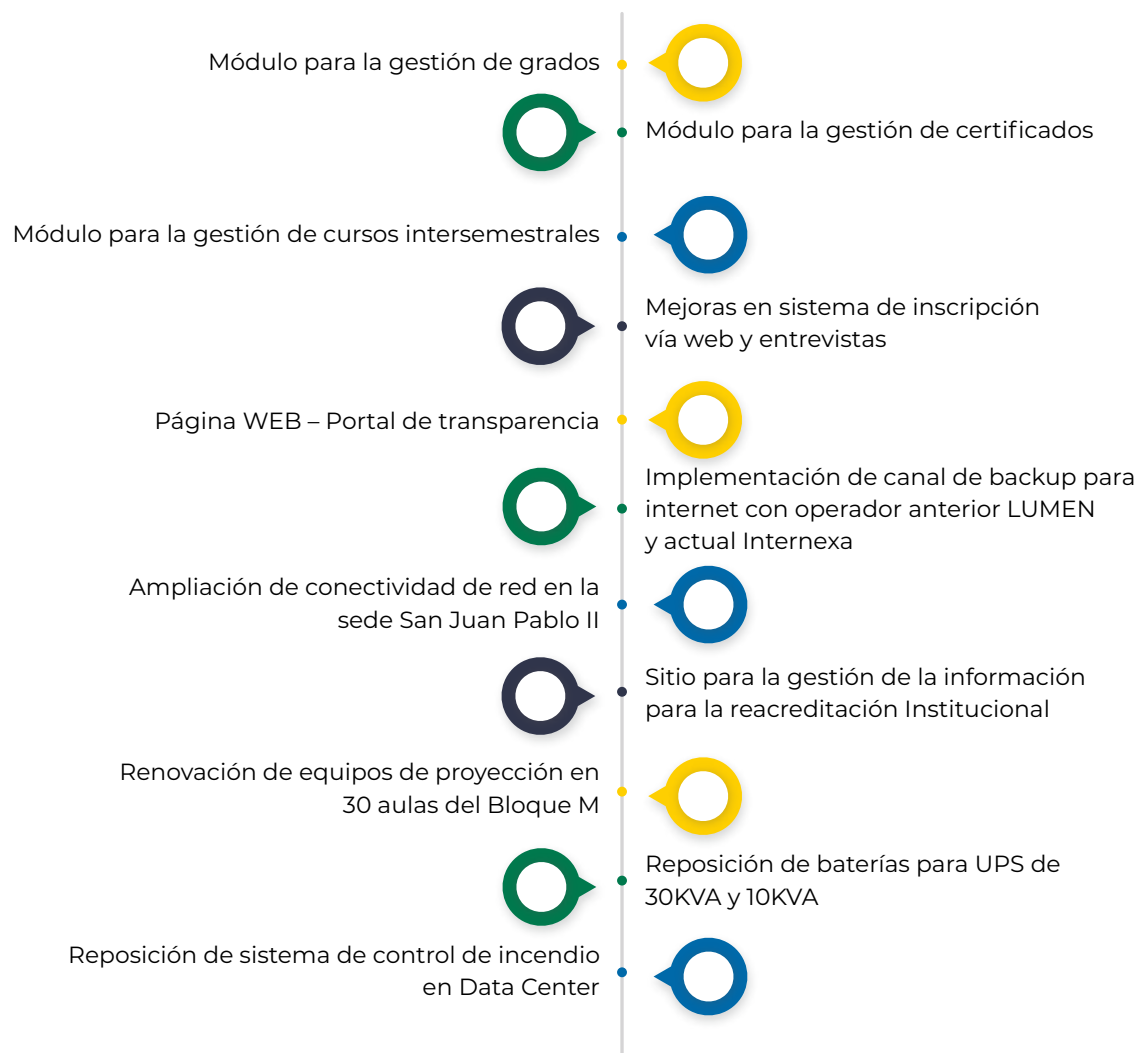 Módulo para la gestión de grados
Módulo para la gestión de certificados
Módulo para la gestión de cursos intersemestrales
Mejoras en sistema de inscripción
vía web y entrevistas
Página WEB – Portal de transparencia
Implementación de canal de backup para
internet con operador anterior LUMEN
y actual Internexa
Ampliación de conectividad de red en la
sede San Juan Pablo II
Sitio para la gestión de la información
para la reacreditación Institucional
Renovación de equipos de proyección en
30 aulas del Bloque M
Reposición de baterías para UPS de
30KVA y 10KVA
Reposición de sistema de control de incendio
en Data Center